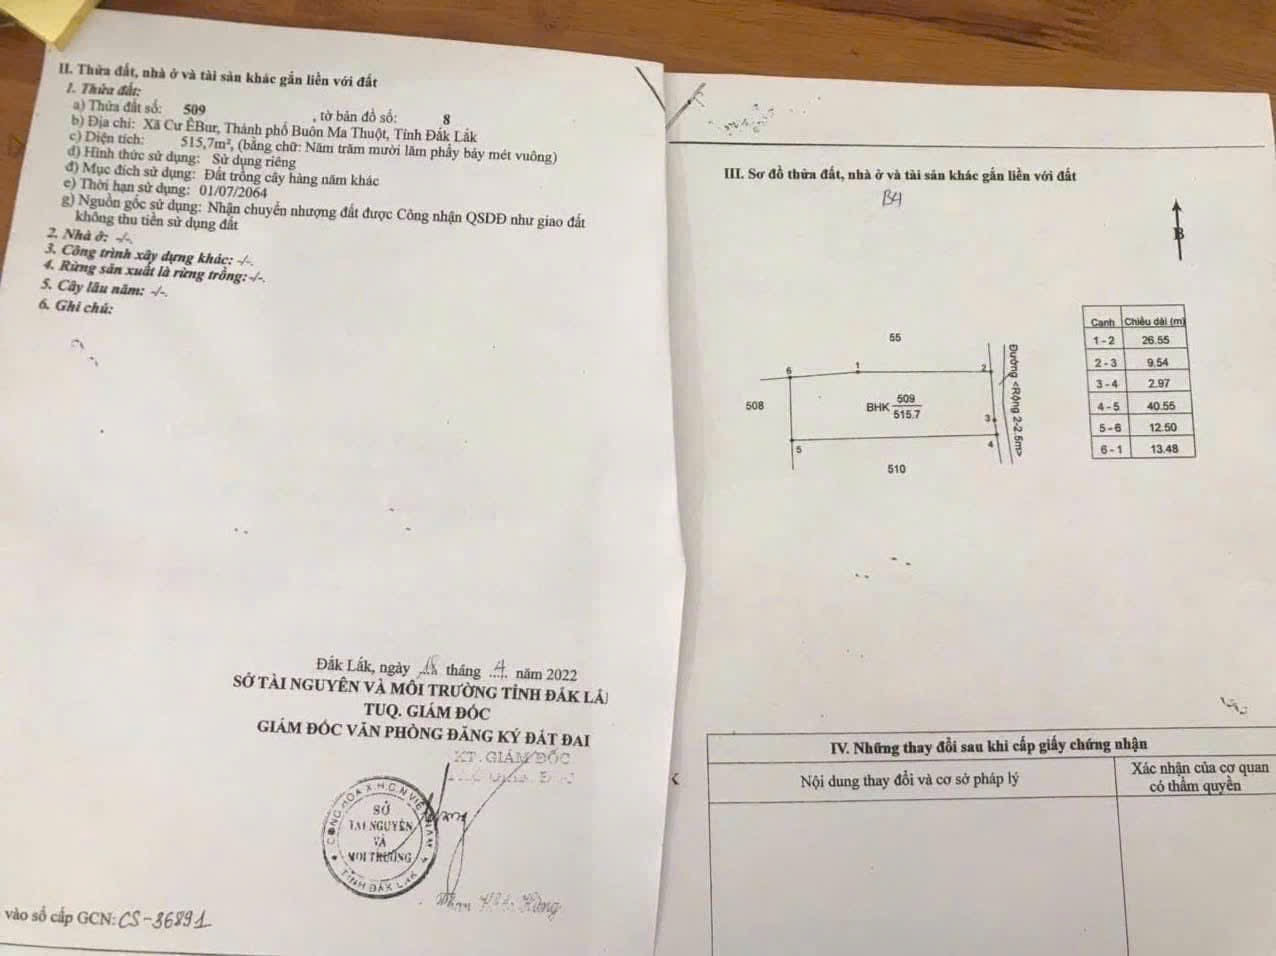 II. Thửa đất, nhà ở và tài sản khác gắn liền với đất
1. Thửa đất:
a) Thửa đất số: 509 , tờ bản đồ số: 8
b) Địa chỉ: Xã Cư ÊBur, Thành phố Buôn Ma Thuột, Tỉnh Đắk Lắk
c) Diện tích: 515,7m², (bằng chữ: Năm trăm mười lăm phẩy bảy mét vuông)
d) Hình thức sử dụng: Sử dụng riêng
đ) Mục đích sử dụng: Đất trồng cây hàng năm khác
e) Thời hạn sử dụng: 01/07/2064
g) Nguồn gốc sử dụng: Nhận chuyển nhượng đất được Công nhận QSDĐ như giao đất
không thu tiền sử dụng đất
2. Nhà ở: -/-.
3. Công trình xây dựng khác: -/-.
4. Rừng sản xuất là rừng trồng: -/-.
5. Cây lâu năm: -/-.
6. Ghi chú:
Đắk Lắk, ngày 18 tháng 4 năm 2022
SỞ TÀI NGUYÊN VÀ MÔI TRƯỜNG TỈNH ĐẮK LẮ
TUQ. GIÁM ĐỐC
GIÁM ĐỐC VĂN PHÒNG ĐĂNG KÝ ĐẤT ĐAI
KT. GIÁM ĐỐC
CỘNG HÒA X.H.C.N VIỆT NAM
SỞ
TÀI NGUYÊN
VÀ
MÔI TRƯỜNG
TỈNH ĐẮK LẮK
Hùng
vào sổ cấp GCN: CS-36891
III. Sơ đồ thửa đất, nhà ở và tài sản khác gắn liền với đất
B4
B
Cạnh Chiều dài (m)
1-2 26.55
2-3 9.54
3-4 2.97
4-5 40.55
5-6 12.50
6-1 13.48
55
6
1
2
508
BHK 509
515.7
3
4
5
510
Đường <Rộng 2-2.5m>
IV. Những thay đổi sau khi cấp giấy chứng nhận
Nội dung thay đổi và cơ sở pháp lý
Xác nhận của cơ quan
có thẩm quyền